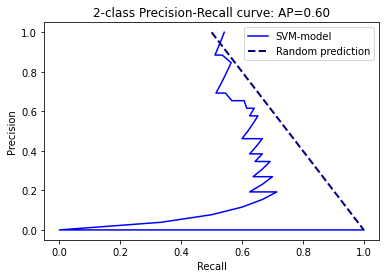 2-class Precision-Recall curve: AP=0.60
SVM-model
Random prediction
Precision
1.0
0.8
0.6
0.4
0.2
0.0
0.0 0.2 0.4 0.6 0.8 1.0
Recall